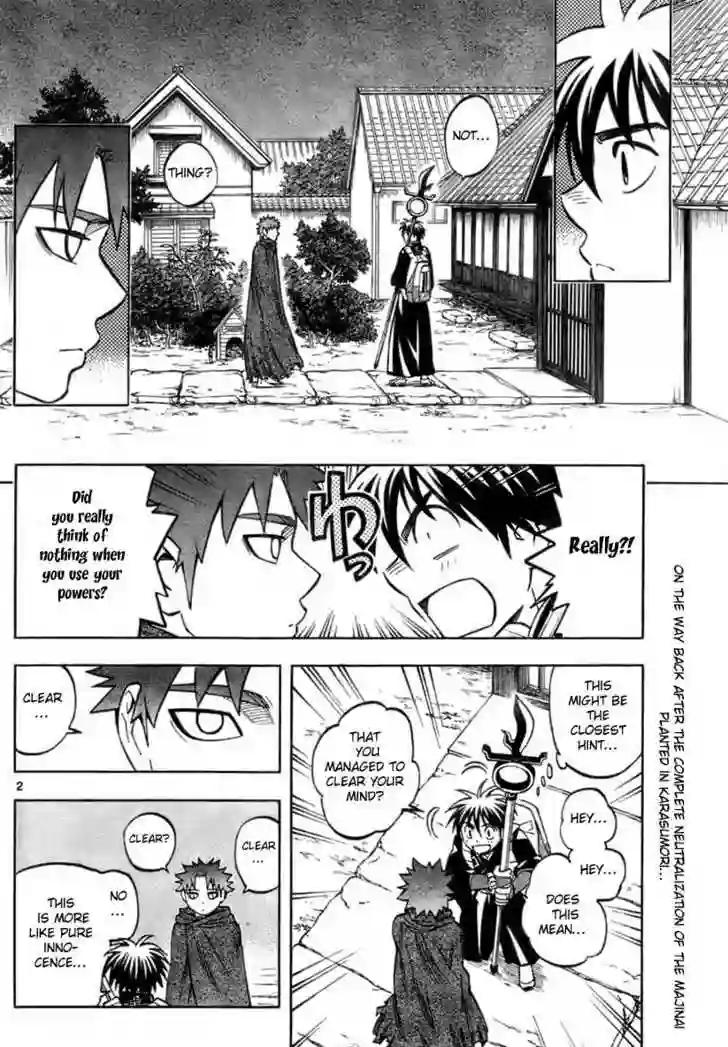 NOT...
THING?
Really?!
ゆっ
Did
you really
think of
nothing when
you use your
powers?
ON THE WAY BACK AFTER THE COMPLETE NEUTRALIZATION OF THE MAJINAI
PLANTED IN KARASUMORI...
THIS
MIGHT BE
THE
CLOSEST
HINT...
HEY...
HEY...
DOES
THIS
MEAN...
THAT
YOU
MANAGED TO
CLEAR YOUR
MIND?
CLEAR
...
2
CLEAR
...
CLEAR?
NO
...
THIS
IS MORE
LIKE PURE
INNO-
CENCE...